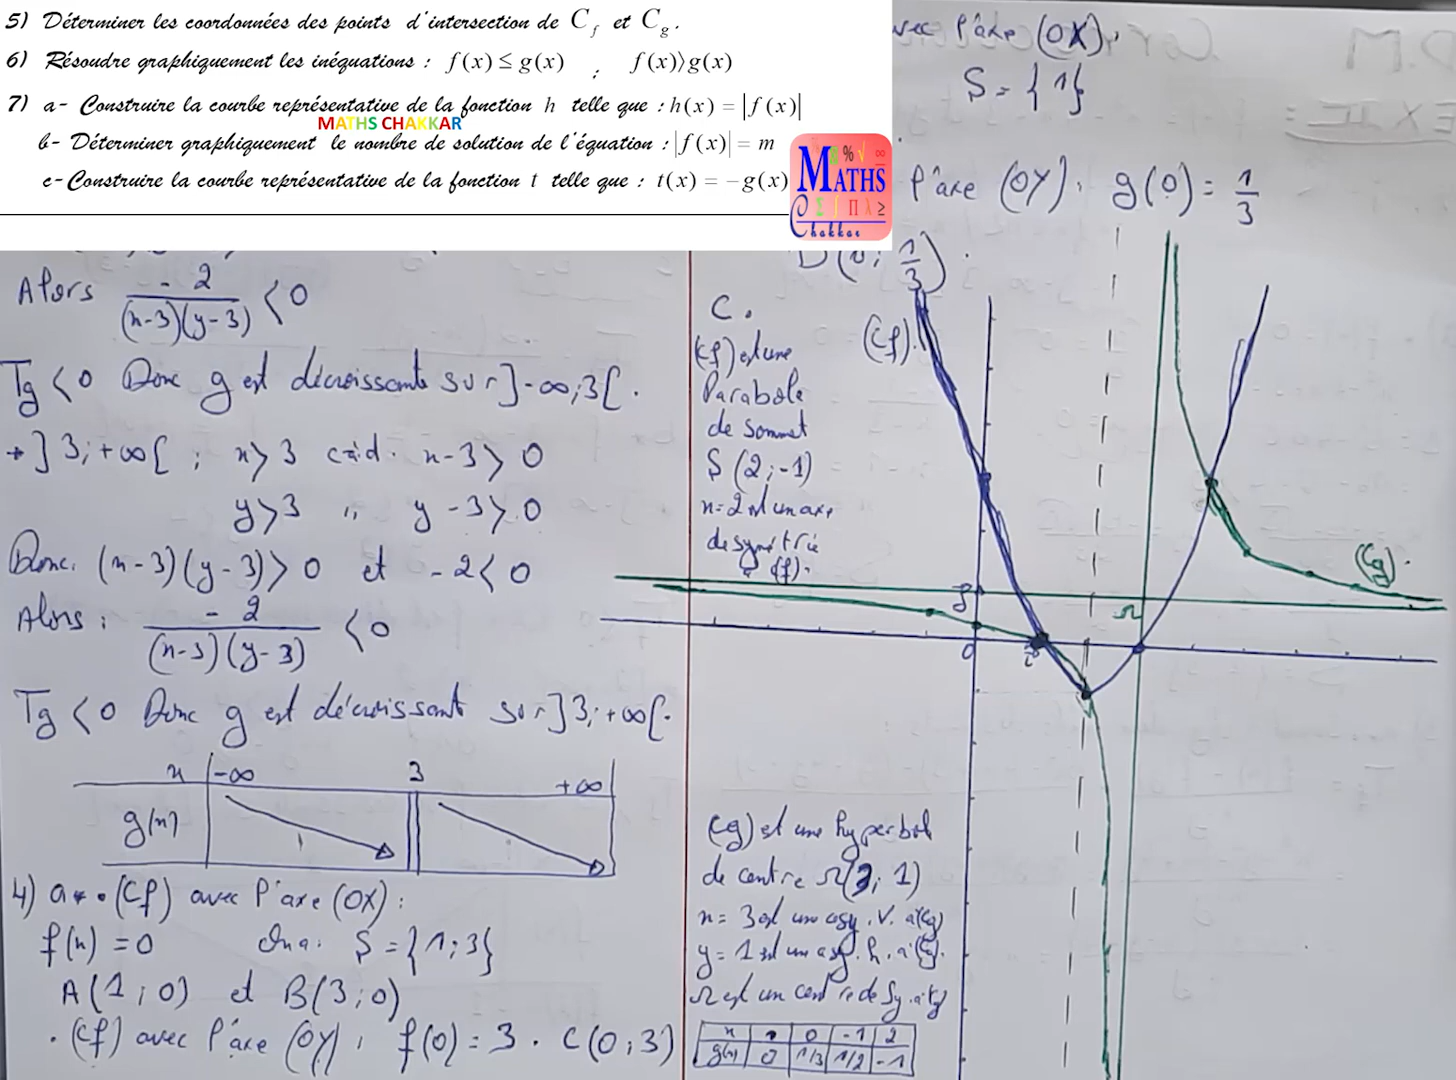 5) Déterminer les coordonnées des points d'intersection de C_f et C_g.
6) Résoudre graphiquement les inéquations : f(x) ≤ g(x) ; f(x)⟩g(x)
7) a- Construire la courbe représentative de la fonction h telle que : h(x) = |f(x)|
MATHS CHAKKAR
b- Déterminer graphiquement le nombre de solution de l'équation : |f(x)| = m
c- Construire la courbe représentative de la fonction t telle que : t(x) = -g(x)
MATHS
Chakkar
avec l'axe (OX).
S = {1}
l'axe (OY). g(0) = 1/3
D(0; 1/3).
Alors -2/((x-3)(y-3)) < 0
Tg < 0 Donc g est décroissante sur ]-∞;3[.
→ ]3;+∞[ ; x > 3 càd. x-3 > 0
y > 3 " y-3 > 0
Donc. (x-3)(y-3) > 0 et -2 < 0
Alors : -2/((x-3)(y-3)) < 0
Tg < 0 Donc g est décroissante sur ]3;+∞[.
x -∞ 3 +∞
g(x)
4) a- • (Cf) avec l'axe (OX) :
f(x) = 0 On a : S = {1;3}
A(1;0) et B(3;0)
• (Cf) avec l'axe (OY) : f(0) = 3 . C(0;3)
C.
(Cf) est une
Parabole
de Sommet
S(2;-1)
x=2 est un axe
de symétrie
à (f).
(Cf).
(Cg).
Ω
j
O
i
(Cg) est une hyperbole
de centre Ω(3;1)
x = 3 est une asy. V. à (Cg)
y = 1 est un asy. h. à (Cg).
Ω est un centre de Sy. à Cg
x 1 0 -1 2
g(x) 0 1/3 1/2 -1